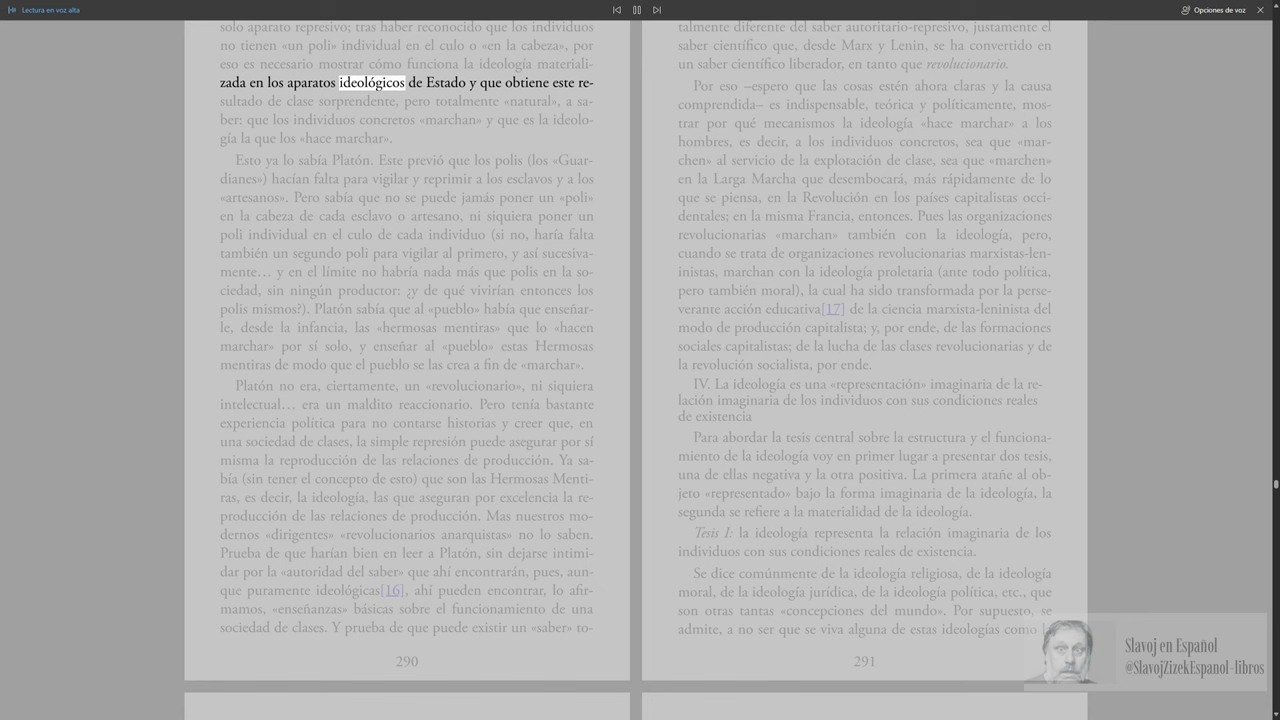 Lectura en voz alta
Opciones de voz
solo aparato represivo; tras haber reconocido que los individuos
no tienen «un poli» individual en el culo o «en la cabeza», por
eso es necesario mostrar cómo funciona la ideología materiali-
zada en los aparatos ideológicos de Estado y que obtiene este re-
sultado de clase sorprendente, pero totalmente «natural», a sa-
ber: que los individuos concretos «marchan» y que es la ideolo-
gía la que los «hace marchar».
Esto ya lo sabía Platón. Este previó que los polis (los «Guar-
dianes») hacían falta para vigilar y reprimir a los esclavos y a los
«artesanos». Pero sabía que no se puede jamás poner un «poli»
en la cabeza de cada esclavo o artesano, ni siquiera poner un
poli individual en el culo de cada individuo (si no, haría falta
también un segundo poli para vigilar al primero, y así sucesiva-
mente… y en el límite no habría nada más que polis en la so-
ciedad, sin ningún productor: ¿y de qué vivirían entonces los
polis mismos?). Platón sabía que al «pueblo» había que enseñar-
le, desde la infancia, las «hermosas mentiras» que lo «hacen
marchar» por sí solo, y enseñar al «pueblo» estas Hermosas
mentiras de modo que el pueblo se las crea a fin de «marchar».
Platón no era, ciertamente, un «revolucionario», ni siquiera
intelectual… era un maldito reaccionario. Pero tenía bastante
experiencia política para no contarse historias y creer que, en
una sociedad de clases, la simple represión puede asegurar por sí
misma la reproducción de las relaciones de producción. Ya sa-
bía (sin tener el concepto de esto) que son las Hermosas Menti-
ras, es decir, la ideología, las que aseguran por excelencia la re-
producción de las relaciones de producción. Mas nuestros mo-
dernos «dirigentes» «revolucionarios anarquistas» no lo saben.
Prueba de que harían bien en leer a Platón, sin dejarse intimi-
dar por la «autoridad del saber» que ahí encontrarán, pues, aun-
que puramente ideológicas[16], ahí pueden encontrar, lo afir-
mamos, «enseñanzas» básicas sobre el funcionamiento de una
sociedad de clases. Y prueba de que puede existir un «saber» to-
290
talmente diferente del saber autoritario-represivo, justamente el
saber científico que, desde Marx y Lenin, se ha convertido en
un saber científico liberador, en tanto que revolucionario.
Por eso –espero que las cosas estén ahora claras y la causa
comprendida– es indispensable, teórica y políticamente, mos-
trar por qué mecanismos la ideología «hace marchar» a los
hombres, es decir, a los individuos concretos, sea que «mar-
chen» al servicio de la explotación de clase, sea que «marchen»
en la Larga Marcha que desembocará, más rápidamente de lo
que se piensa, en la Revolución en los países capitalistas occi-
dentales; en la misma Francia, entonces. Pues las organizaciones
revolucionarias «marchan» también con la ideología, pero,
cuando se trata de organizaciones revolucionarias marxistas-len-
inistas, marchan con la ideología proletaria (ante todo política,
pero también moral), la cual ha sido transformada por la perse-
verante acción educativa[17] de la ciencia marxista-leninista del
modo de producción capitalista; y, por ende, de las formaciones
sociales capitalistas; de la lucha de las clases revolucionarias y de
la revolución socialista, por ende.
IV. La ideología es una «representación» imaginaria de la re-
lación imaginaria de los individuos con sus condiciones reales
de existencia
Para abordar la tesis central sobre la estructura y el funciona-
miento de la ideología voy en primer lugar a presentar dos tesis,
una de ellas negativa y la otra positiva. La primera atañe al ob-
jeto «representado» bajo la forma imaginaria de la ideología, la
segunda se refiere a la materialidad de la ideología.
Tesis I: la ideología representa la relación imaginaria de los
individuos con sus condiciones reales de existencia.
Se dice comúnmente de la ideología religiosa, de la ideología
moral, de la ideología jurídica, de la ideología política, etc., que
son otras tantas «concepciones del mundo». Por supuesto, se
admite, a no ser que se viva alguna de estas ideologías como
291
Slavoj en Español
@SlavojZizekEspanol-libros